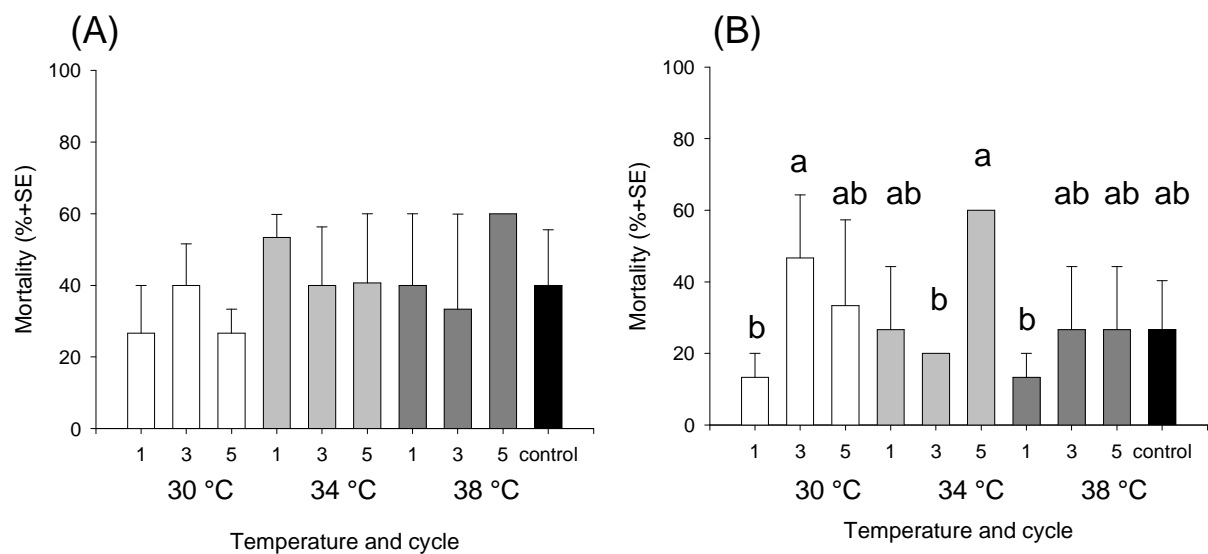 (A)
Mortality (%+SE)
100
80
60
40
20
0
1 3 5 1 3 5 1 3 5 control
30 °C 34 °C 38 °C
Temperature and cycle
(B)
Mortality (%+SE)
100
80
60
40
20
0
b a ab ab b a b ab ab ab
1 3 5 1 3 5 1 3 5 control
30 °C 34 °C 38 °C
Temperature and cycle